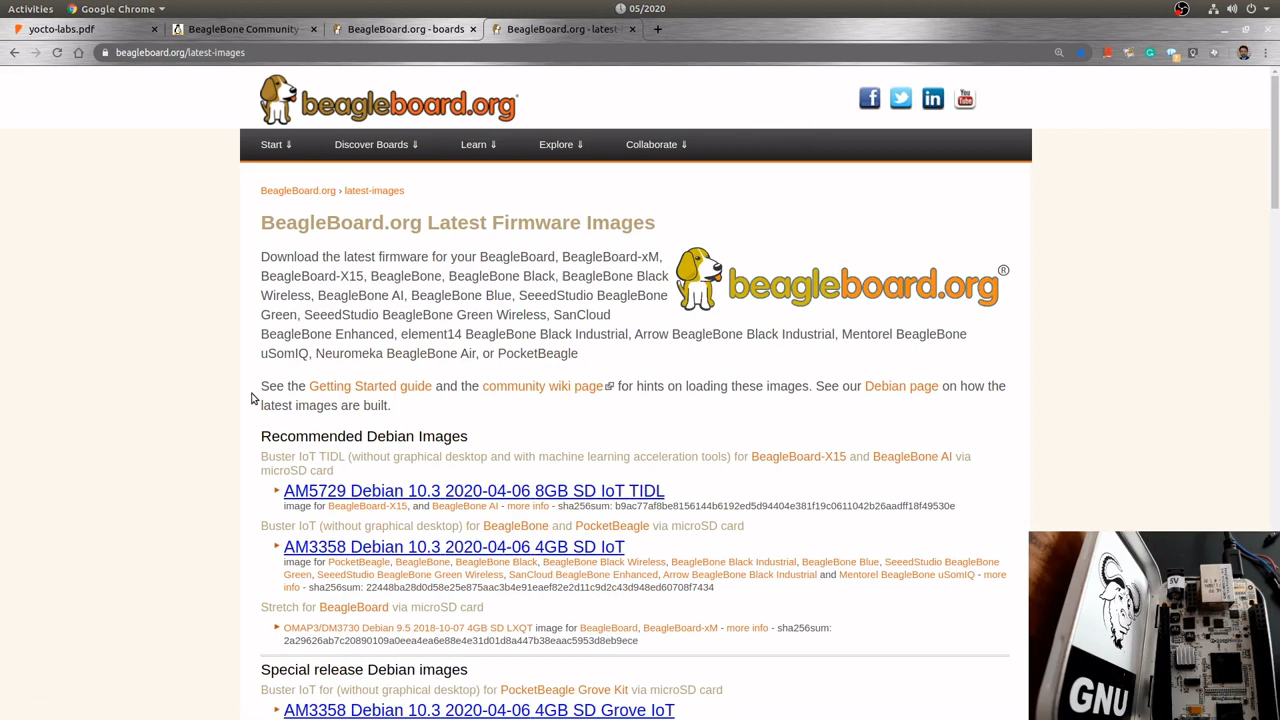 Activities
Google Chrome
05/2020
yocto-labs.pdf
BeagleBone Community
BeagleBoard.org - boards
BeagleBoard.org - latest
beagleboard.org/latest-images
beagleboard.org
Start ⇓ Discover Boards ⇓ Learn ⇓ Explore ⇓ Collaborate ⇓
BeagleBoard.org › latest-images
BeagleBoard.org Latest Firmware Images
Download the latest firmware for your BeagleBoard, BeagleBoard-xM,
BeagleBoard-X15, BeagleBone, BeagleBone Black, BeagleBone Black
Wireless, BeagleBone AI, BeagleBone Blue, SeeedStudio BeagleBone
Green, SeeedStudio BeagleBone Green Wireless, SanCloud
BeagleBone Enhanced, element14 BeagleBone Black Industrial, Arrow BeagleBone Black Industrial, Mentorel BeagleBone
uSomIQ, Neuromeka BeagleBone Air, or PocketBeagle
beagleboard.org®
See the Getting Started guide and the community wiki page for hints on loading these images. See our Debian page on how the
latest images are built.
Recommended Debian Images
Buster IoT TIDL (without graphical desktop and with machine learning acceleration tools) for BeagleBoard-X15 and BeagleBone AI via
microSD card
AM5729 Debian 10.3 2020-04-06 8GB SD IoT TIDL
image for BeagleBoard-X15, and BeagleBone AI - more info - sha256sum: b9ac77af8be8156144b6192ed5d94404e381f19c0611042b26aadff18f49530e
Buster IoT (without graphical desktop) for BeagleBone and PocketBeagle via microSD card
AM3358 Debian 10.3 2020-04-06 4GB SD IoT
image for PocketBeagle, BeagleBone, BeagleBone Black, BeagleBone Black Wireless, BeagleBone Black Industrial, BeagleBone Blue, SeeedStudio BeagleBone
Green, SeeedStudio BeagleBone Green Wireless, SanCloud BeagleBone Enhanced, Arrow BeagleBone Black Industrial and Mentorel BeagleBone uSomIQ - more
info - sha256sum: 22448ba28d0d58e25e875aac3b4e91eaef82e2d11c9d2c43d948ed60708f7434
Stretch for BeagleBoard via microSD card
OMAP3/DM3730 Debian 9.5 2018-10-07 4GB SD LXQT image for BeagleBoard, BeagleBoard-xM - more info - sha256sum:
2a29626ab7c20890109a0eea4ea6e88e4e31d01d8a447b38eaac5953d8eb9ece
Special release Debian images
Buster IoT for (without graphical desktop) for PocketBeagle Grove Kit via microSD card
AM3358 Debian 10.3 2020-04-06 4GB SD Grove IoT
5V
GNU